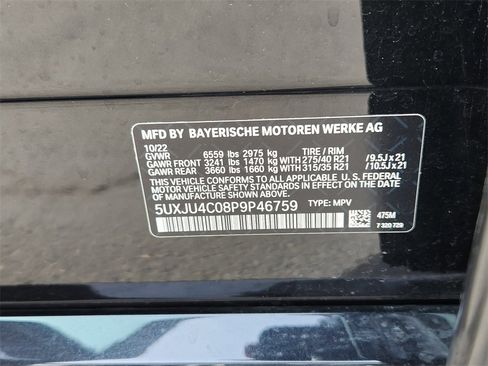 MFD BY BAYERISCHE MOTOREN WERKE AG
10/22
GVWR 6559 lbs 2975 kg TIRE / RIM
GAWR FRONT 3241 lbs 1470 kg WITH 275/40 R21 /9.5J x 21
GAWR REAR 3660 lbs 1660 kg WITH 315/35 R21 /10.5J x 21
THIS VEHICLE CONFORMS TO ALL APPLICABLE U.S. FEDERAL MOTOR VEHICLE
SAFETY STANDARDS IN EFFECT ON THE DATE OF MANUFACTURE SHOWN ABOVE.
5UXJU4C08P9P46759 TYPE: MPV
475M
7 320 720